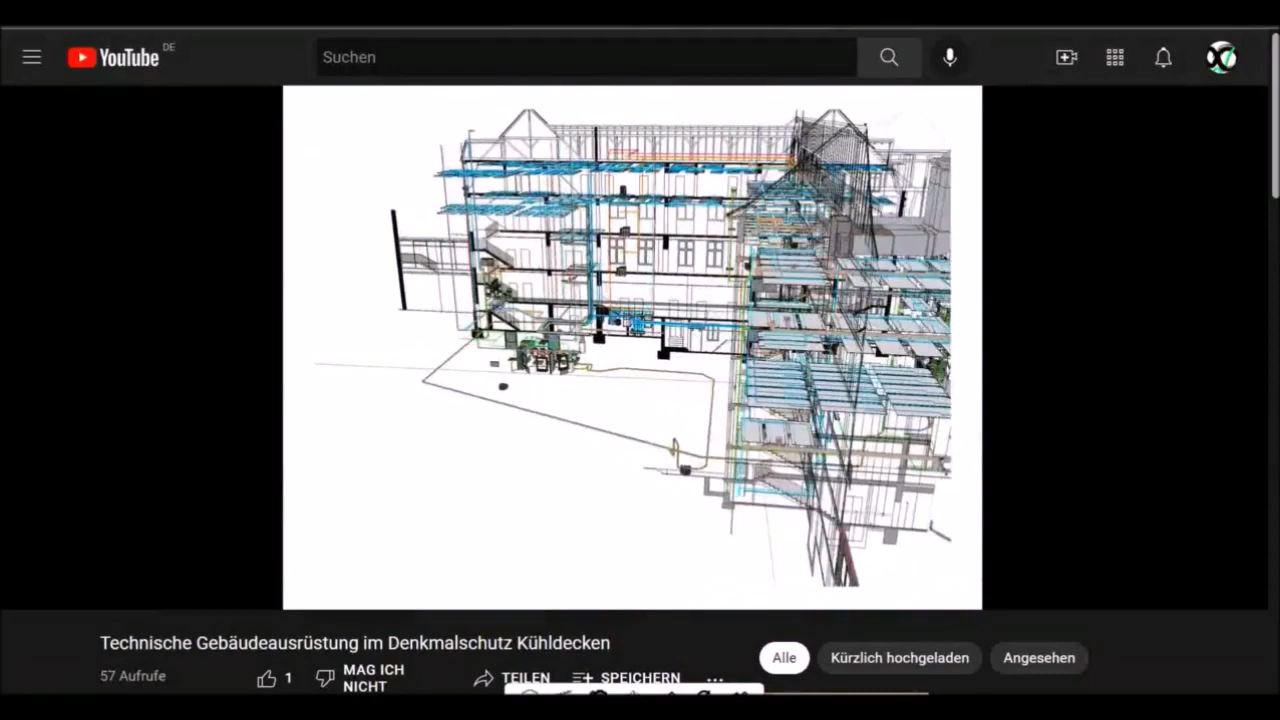 YouTube DE
Suchen
Technische Gebäudeausrüstung im Denkmalschutz Kühldecken
57 Aufrufe
1
MAG ICH
NICHT
TEILEN
SPEICHERN
Alle
Kürzlich hochgeladen
Angesehen